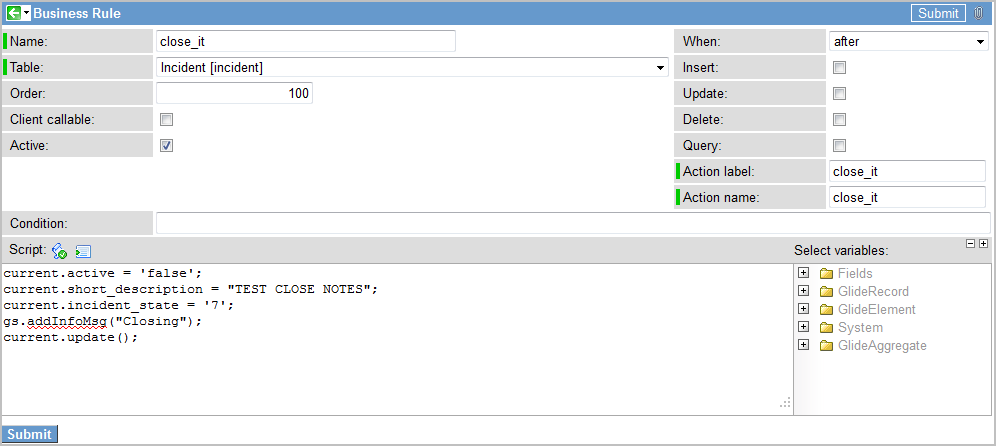 Business Rule Submit
Name: close_it When: after
Table: Incident [incident] Insert:
Order: 100 Update:
Client callable: Delete:
Active: Query:
Action label: close_it
Action name: close_it
Condition:
Script: Select variables:
current.active = 'false';
current.short_description = "TEST CLOSE NOTES";
current.incident_state = '7';
gs.addInfoMsg("Closing");
current.update();
Fields
GlideRecord
GlideElement
System
GlideAggregate
Submit